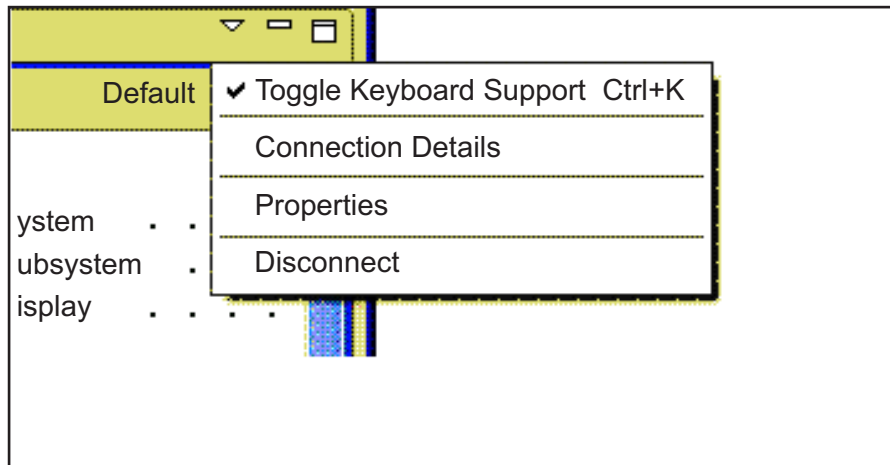 Default
✔ Toggle Keyboard Support Ctrl+K
Connection Details
Properties
Disconnect
ystem . .
ubsystem .
isplay . . . .